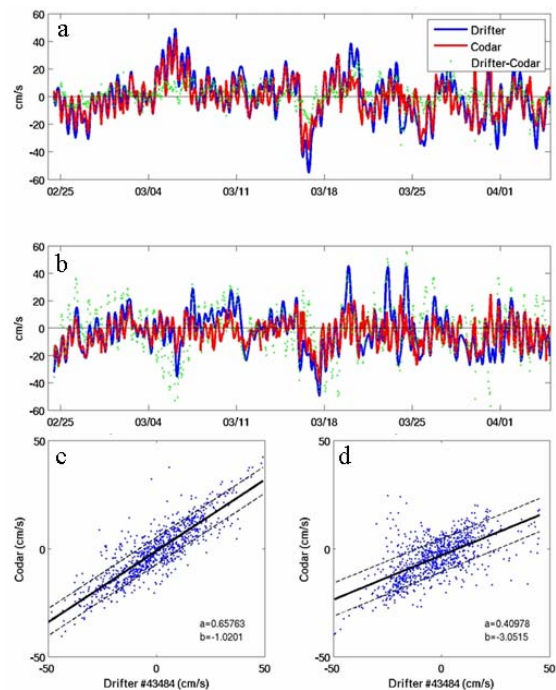 a
Drifter
Codar
Drifter-Codar
60
40
20
0
-20
-40
-60
cm/s
02/25 03/04 03/11 03/18 03/25 04/01
b
60
40
20
0
-20
-40
-60
cm/s
02/25 03/04 03/11 03/18 03/25 04/01
c
50
0
-50
Codar (cm/s)
a=0.65763
b=-1.0201
-50 0 50
Drifter #43484 (cm/s)
d
50
0
-50
Codar (cm/s)
a=0.40978
b=-3.0515
-50 0 50
Drifter #43484 (cm/s)